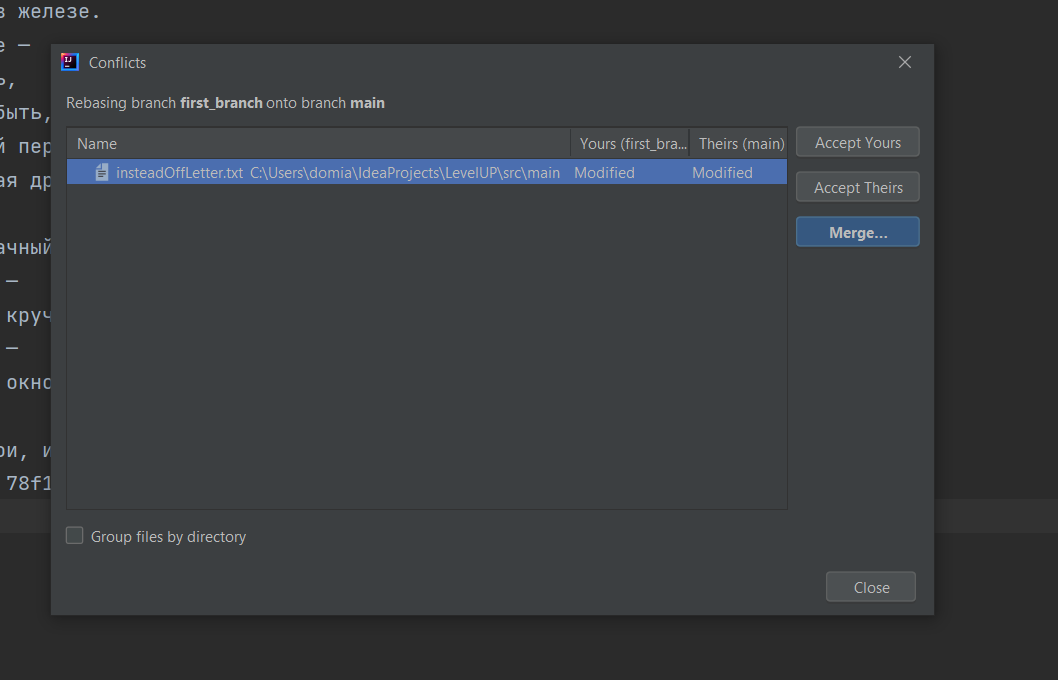 в железе.
е —
Conflicts
ь,
Rebasing branch first_branch onto branch main
быть,
й пер
Name Yours (first_bra... Theirs (main) Accept Yours
insteadOffLetter.txt C:\Users\domia\IdeaProjects\LevelUP\src\main Modified Modified
ая др
Accept Theirs
Merge...
ачный
—
круч
—
окно
ри, и
78f1
Group files by directory
Close